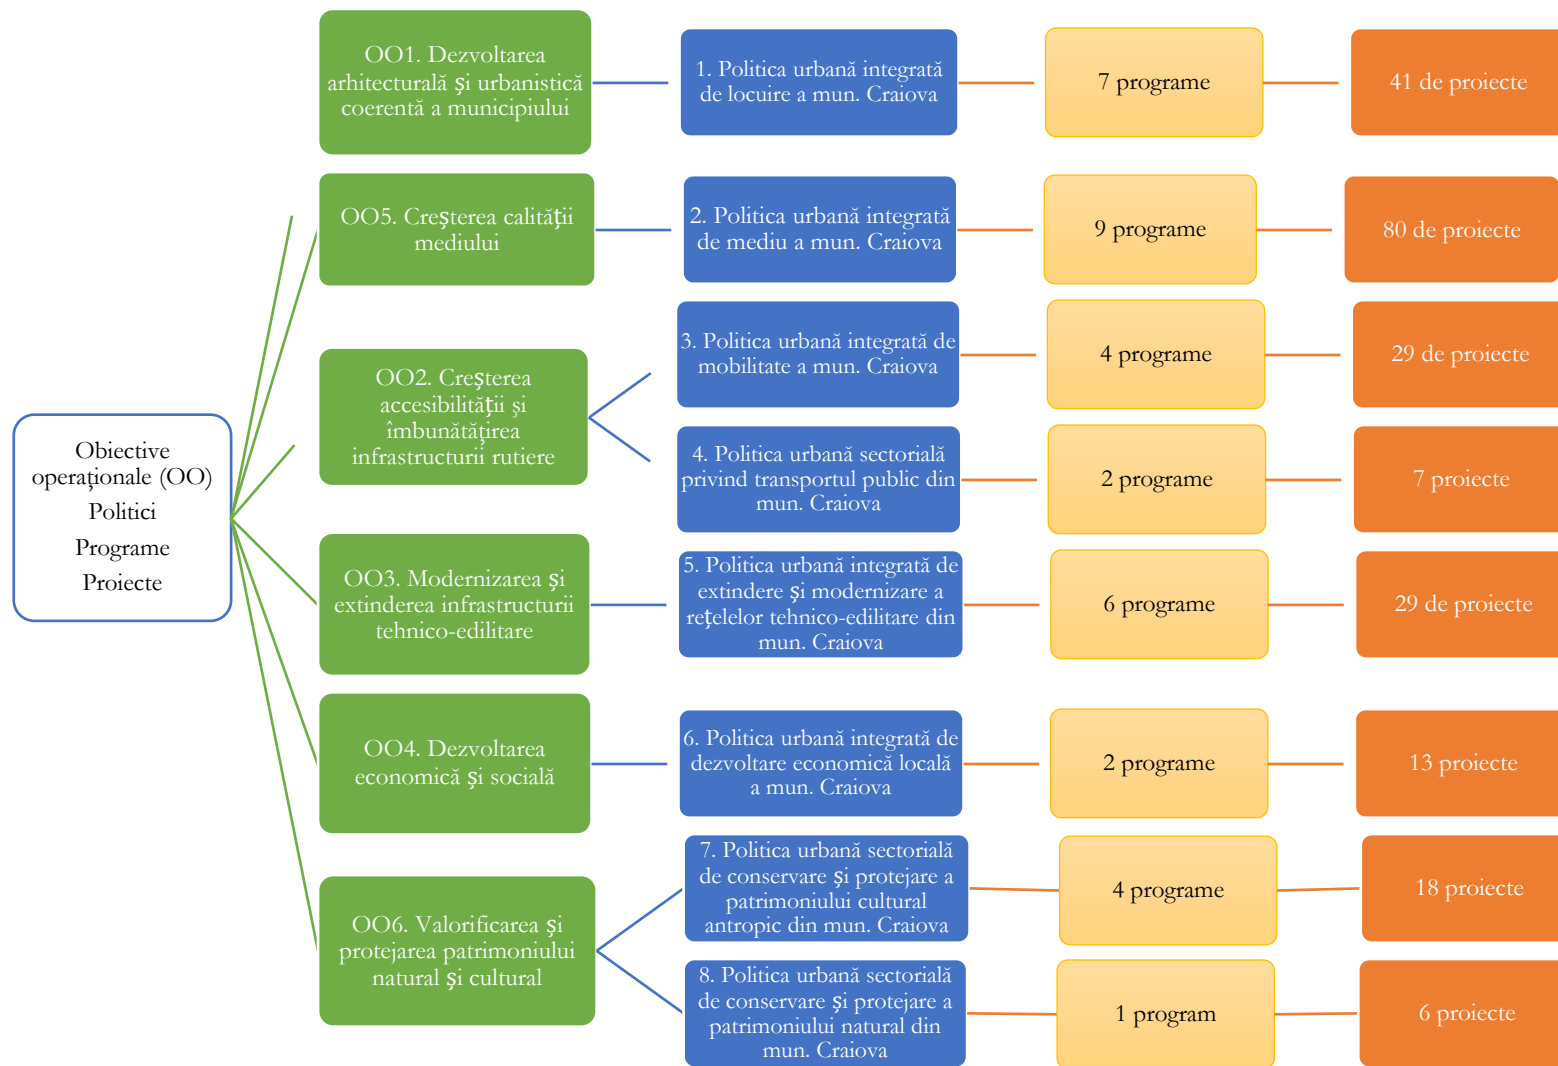 Obiective
operaţionale (OO)
Politici
Programe
Proiecte
OO1. Dezvoltarea
arhitecturală şi urbanistică
coerentă a municipiului
1. Politica urbană integrată
de locuire a mun. Craiova
7 programe
41 de proiecte
OO5. Creşterea calităţii
mediului
2. Politica urbană integrată
de mediu a mun. Craiova
9 programe
80 de proiecte
OO2. Creşterea
accesibilităţii şi
îmbunătăţirea
infrastructurii rutiere
3. Politica urbană integrată de
mobilitate a mun. Craiova
4 programe
29 de proiecte
4. Politica urbană sectorială
privind transportul public din
mun. Craiova
2 programe
7 proiecte
OO3. Modernizarea şi
extinderea infrastructurii
tehnico-edilitare
5. Politica urbană integrată de
extindere şi modernizare a
reţelelor tehnico-edilitare din
mun. Craiova
6 programe
29 de proiecte
OO4. Dezvoltarea
economică şi socială
6. Politica urbană integrată de
dezvoltare economică locală
a mun. Craiova
2 programe
13 proiecte
OO6. Valorificarea şi
protejarea patrimoniului
natural şi cultural
7. Politica urbană sectorială
de conservare şi protejare a
patrimoniului cultural
antropic din mun. Craiova
4 programe
18 proiecte
8. Politica urbană sectorială
de conservare şi protejare a
patrimoniului natural din
mun. Craiova
1 program
6 proiecte